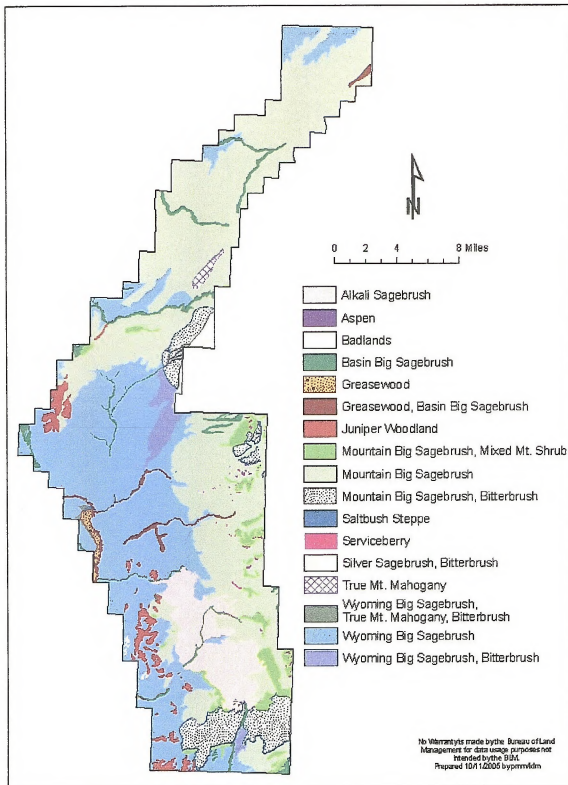 N
0 2 4 8 Miles
Alkali Sagebrush
Aspen
Badlands
Basin Big Sagebrush
Greasewood
Greasewood, Basin Big Sagebrush
Juniper Woodland
Mountain Big Sagebrush, Mixed Mt. Shrub
Mountain Big Sagebrush
Mountain Big Sagebrush, Bitterbrush
Saltbush Steppe
Serviceberry
Silver Sagebrush, Bitterbrush
True Mt. Mahogany
Wyoming Big Sagebrush,
True Mt. Mahogany, Bitterbrush
Wyoming Big Sagebrush
Wyoming Big Sagebrush, Bitterbrush
No Warranty is made by the Bureau of Land
Management for data usage purposes not
intended by the BLM.
Prepared 10/11/2005 by